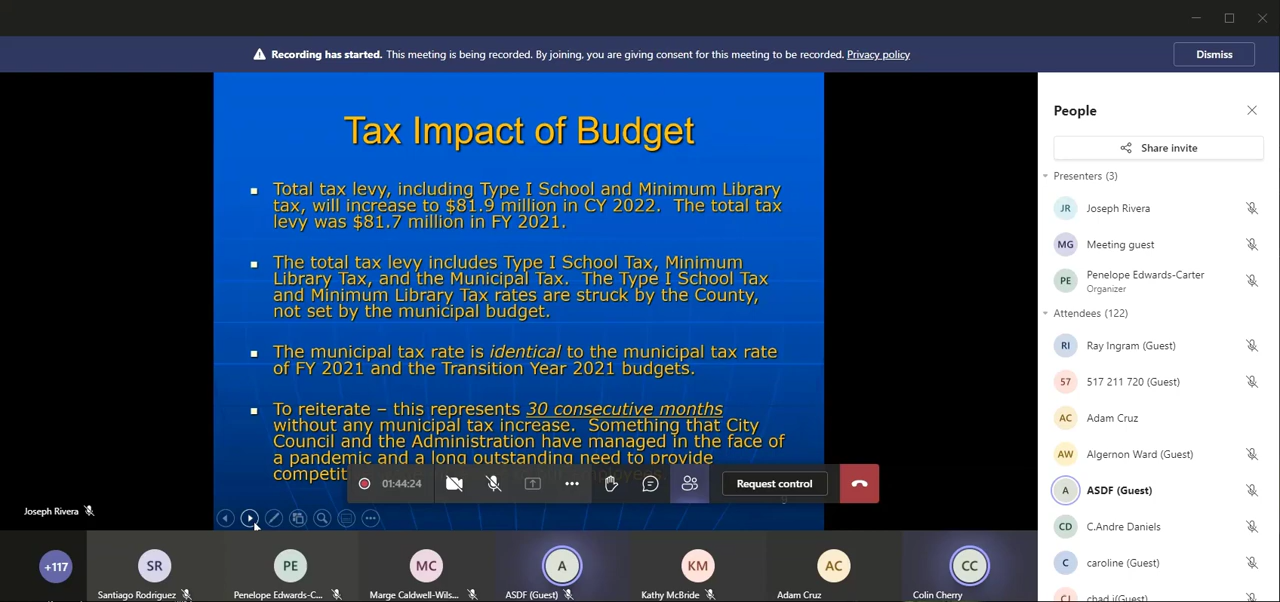 Recording has started. This meeting is being recorded. By joining, you are giving consent for this meeting to be recorded. Privacy policy
Dismiss
Tax Impact of Budget
Total tax levy, including Type I School and Minimum Library
tax, will increase to $81.9 million in CY 2022. The total tax
levy was $81.7 million in FY 2021.
The total tax levy includes Type I School Tax, Minimum
Library Tax, and the Municipal Tax. The Type I School Tax
and Minimum Library Tax rates are struck by the County,
not set by the municipal budget.
The municipal tax rate is identical to the municipal tax rate
of FY 2021 and the Transition Year 2021 budgets.
To reiterate – this represents 30 consecutive months
without any municipal tax increase. Something that City
Council and the Administration have managed in the face of
a pandemic and a long outstanding need to provide
01:44:24
Request control
Joseph Rivera
+117
SR
Santiago Rodriguez
PE
Penelope Edwards-C...
MC
Marge Caldwell-Wils...
A
ASDF (Guest)
KM
Kathy McBride
AC
Adam Cruz
CC
Colin Cherry
People
Share invite
Presenters (3)
JR Joseph Rivera
MG Meeting guest
PE Penelope Edwards-Carter
Organizer
Attendees (122)
RI Ray Ingram (Guest)
57 517 211 720 (Guest)
AC Adam Cruz
AW Algernon Ward (Guest)
A ASDF (Guest)
CD C.Andre Daniels
c caroline (Guest)